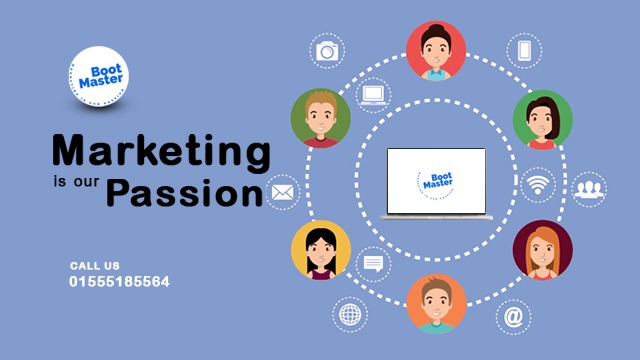 Boot
Master
Marketing
is our Passion
CALL US
01555185564
Boot
Master
@